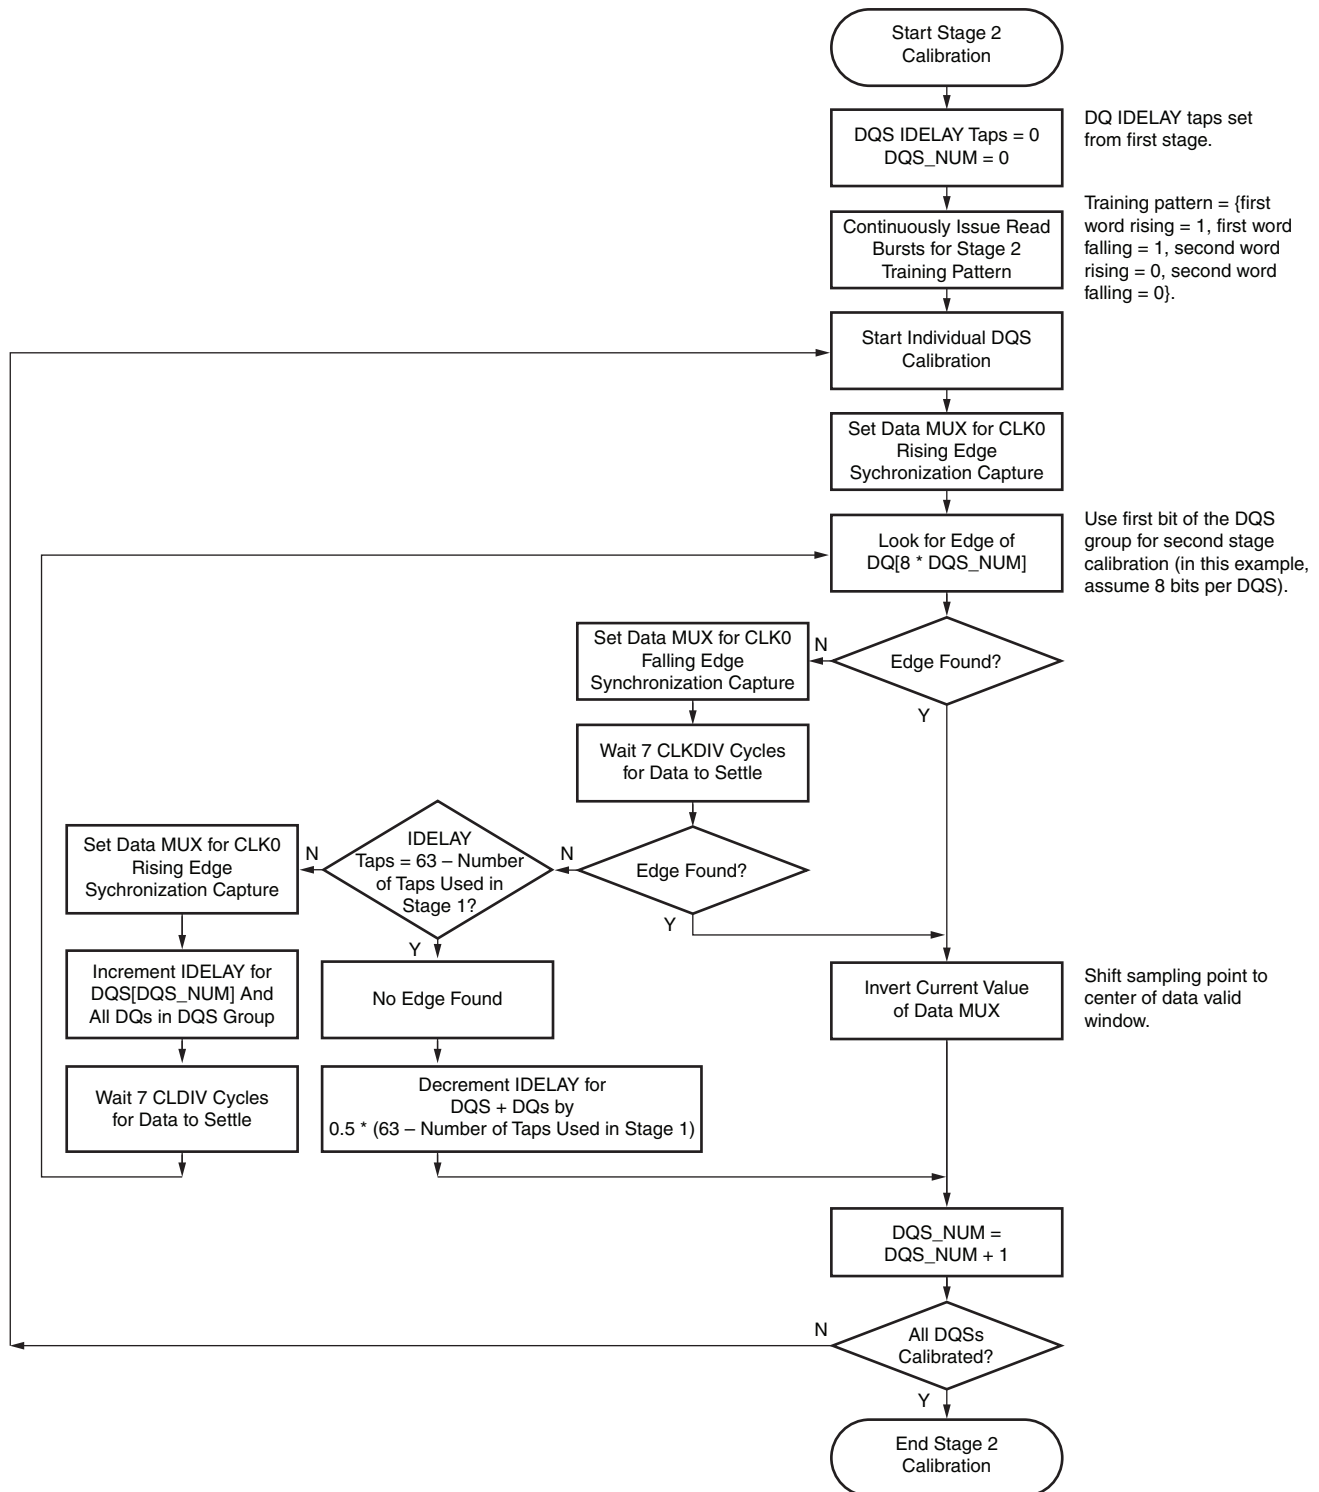 Start Stage 2
Calibration
DQS IDELAY Taps = 0
DQS_NUM = 0
DQ IDELAY taps set
from first stage.
Continuously Issue Read
Bursts for Stage 2
Training Pattern
Training pattern = {first
word rising = 1, first word
falling = 1, second word
rising = 0, second word
falling = 0}.
Start Individual DQS
Calibration
Set Data MUX for CLK0
Rising Edge
Sychronization Capture
Look for Edge of
DQ[8 * DQS_NUM]
Use first bit of the DQS
group for second stage
calibration (in this example,
assume 8 bits per DQS).
Edge Found?
N
Y
Set Data MUX for CLK0
Falling Edge
Synchronization Capture
Wait 7 CLKDIV Cycles
for Data to Settle
Edge Found?
N
Y
IDELAY
Taps = 63 – Number
of Taps Used in
Stage 1?
N
Y
Set Data MUX for CLK0
Rising Edge
Sychronization Capture
Increment IDELAY for
DQS[DQS_NUM] And
All DQs in DQS Group
Wait 7 CLDIV Cycles
for Data to Settle
No Edge Found
Decrement IDELAY for
DQS + DQs by
0.5 * (63 – Number of Taps Used in Stage 1)
Invert Current Value
of Data MUX
Shift sampling point to
center of data valid
window.
DQS_NUM =
DQS_NUM + 1
All DQSs
Calibrated?
N
Y
End Stage 2
Calibration